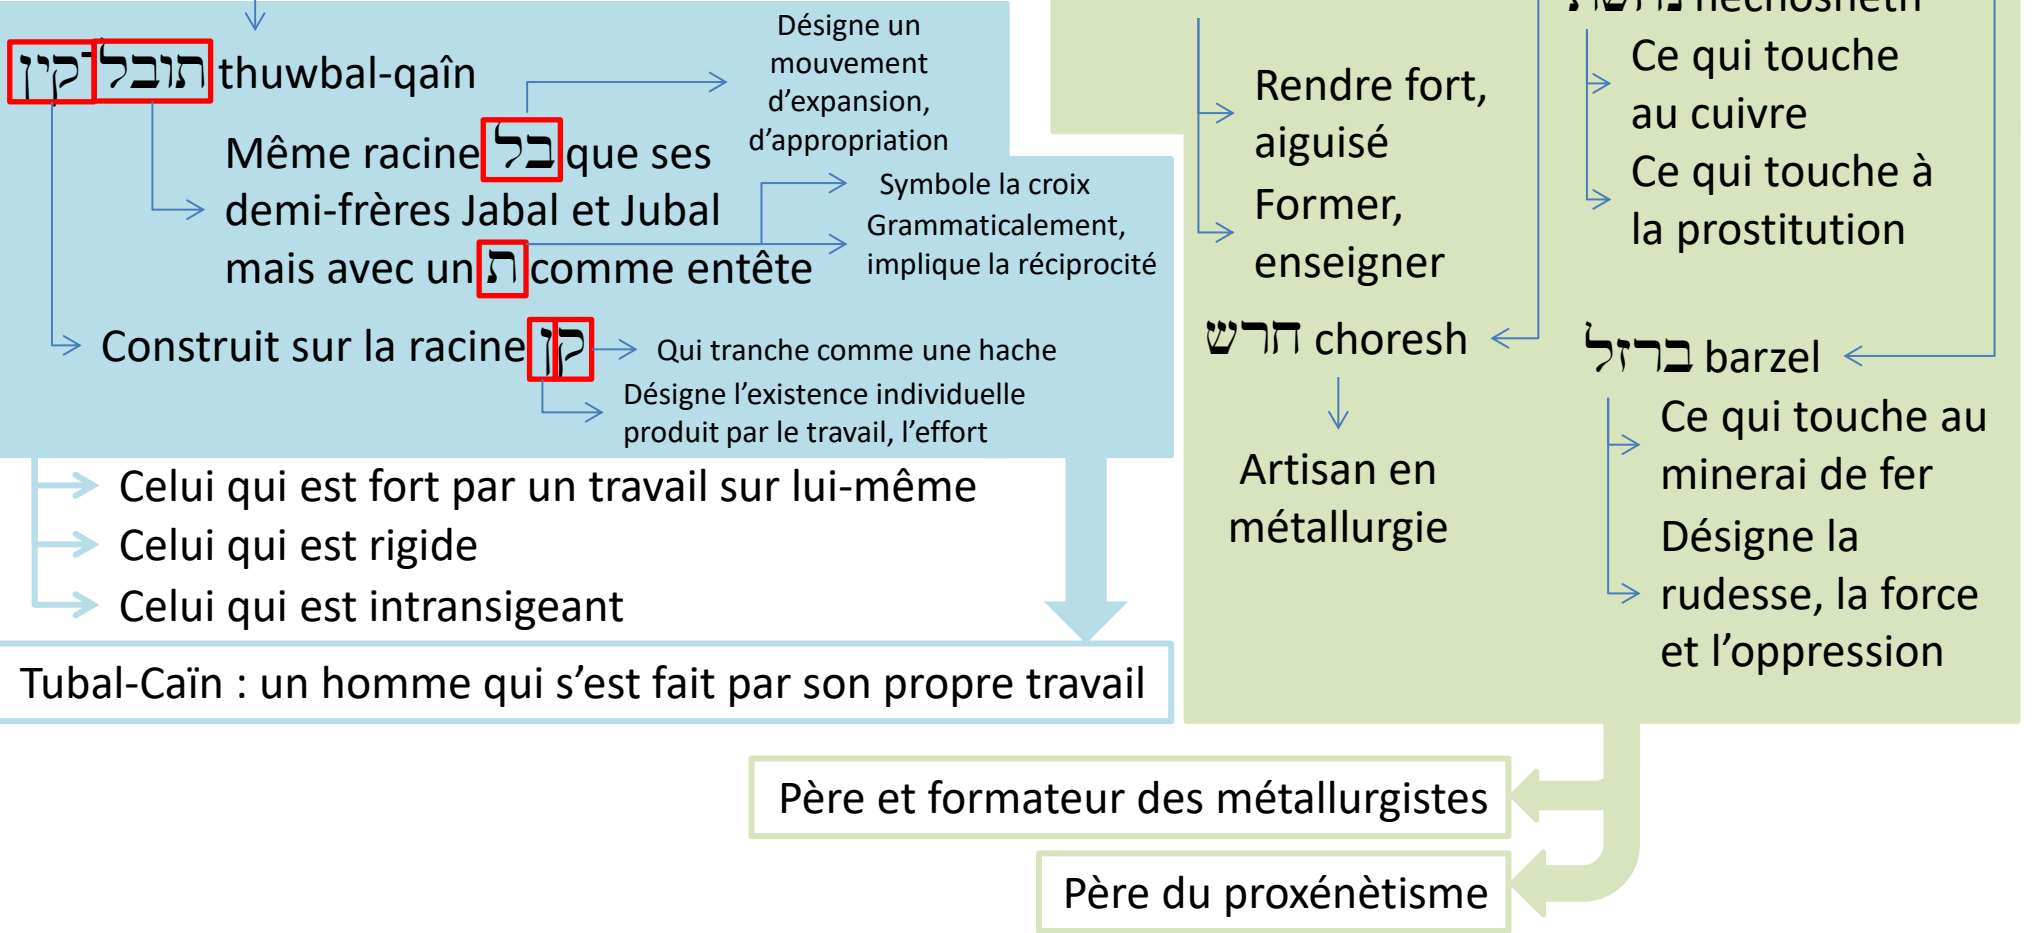 תובל־קין thuwbal-qaîn
Désigne un
mouvement
d’expansion,
d’appropriation
Même racine בל que ses
demi-frères Jabal et Jubal
mais avec un ת comme entête
Symbole la croix
Grammaticalement,
implique la réciprocité
Construit sur la racine קן
Qui tranche comme une hache
Désigne l’existence individuelle
produit par le travail, l’effort
Celui qui est fort par un travail sur lui-même
Celui qui est rigide
Celui qui est intransigeant
Tubal-Caïn : un homme qui s’est fait par son propre travail
Rendre fort,
aiguisé
Former,
enseigner
חרש choresh
Artisan en
métallurgie
נחשת nechosheth
Ce qui touche
au cuivre
Ce qui touche à
la prostitution
ברזל barzel
Ce qui touche au
minerai de fer
Désigne la
rudesse, la force
et l’oppression
Père et formateur des métallurgistes
Père du proxénètisme